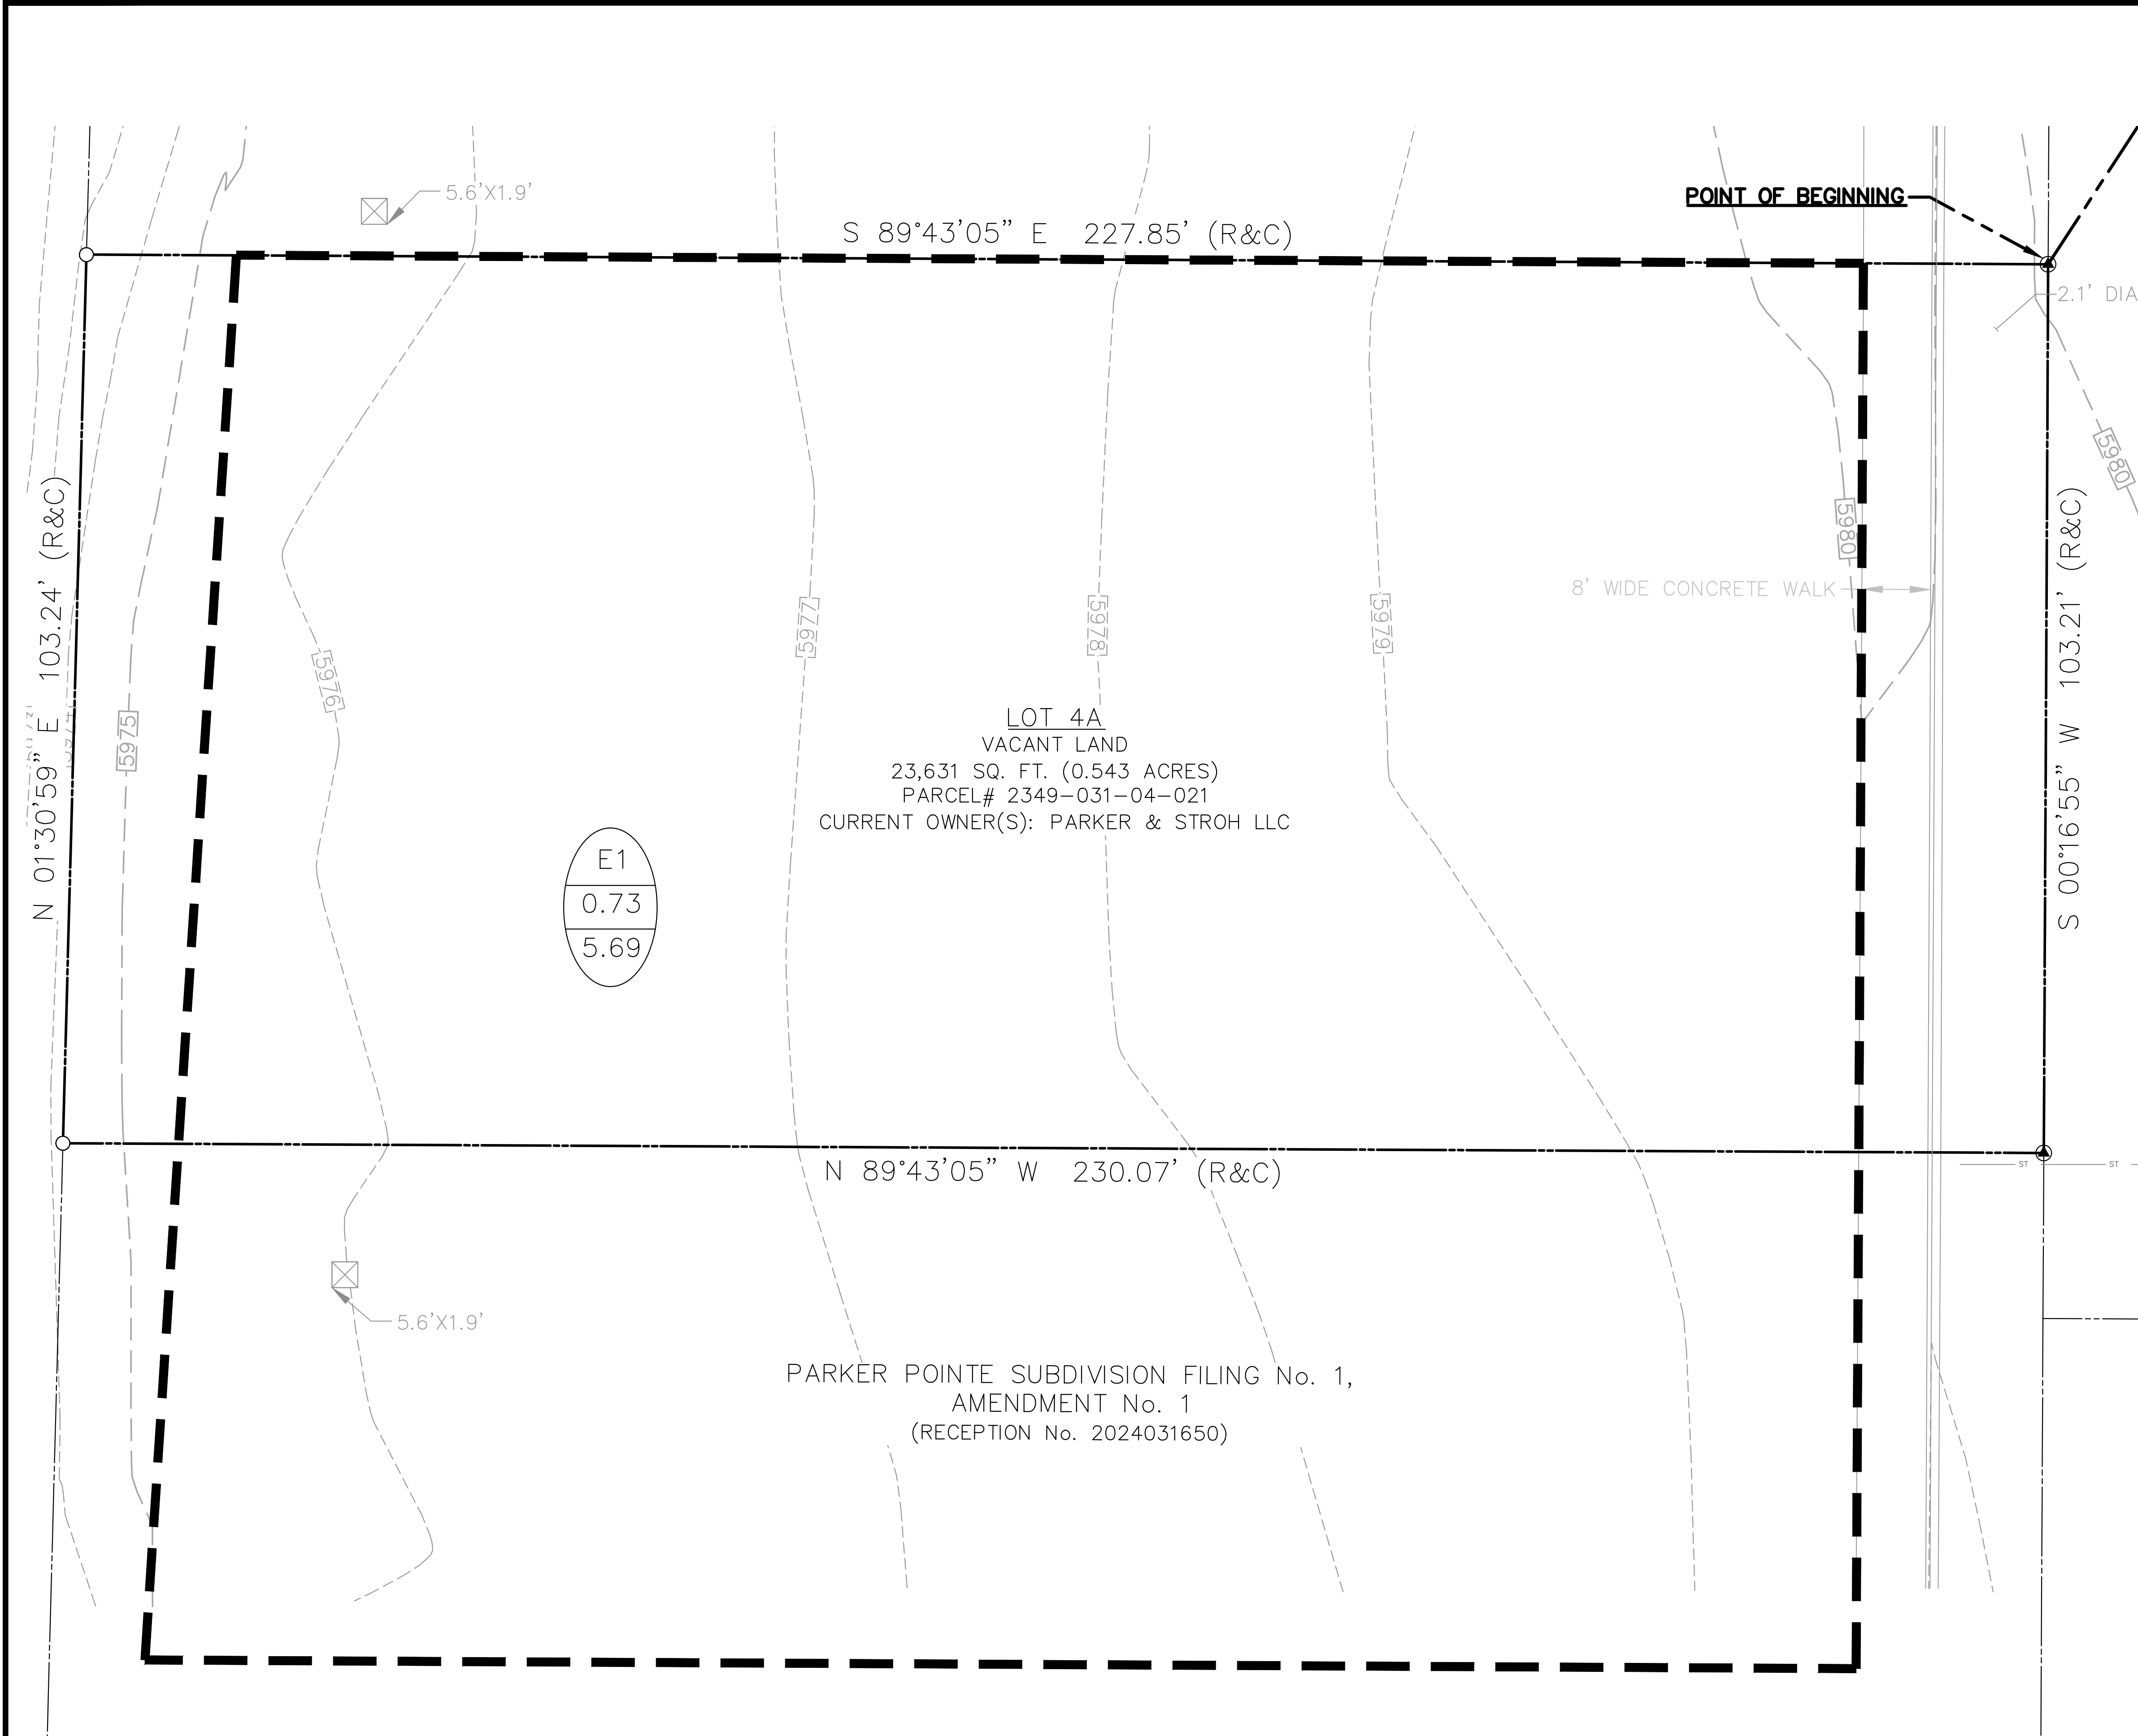 5.6'X1.9'
POINT OF BEGINNING
S 89°43'05" E 227.85' (R&C)
2.1' DIA
5980
N 01°30'59" E 103.24' (R&C)
S 00°16'55" W 103.21' (R&C)
5980
8' WIDE CONCRETE WALK
5977
5978
5979
5976
5975
LOT 4A
VACANT LAND
23,631 SQ. FT. (0.543 ACRES)
PARCEL# 2349-031-04-021
CURRENT OWNER(S): PARKER & STROH LLC
E1
0.73
5.69
N 89°43'05" W 230.07' (R&C)
ST
ST
5.6'X1.9'
PARKER POINTE SUBDIVISION FILING No. 1,
AMENDMENT No. 1
(RECEPTION No. 2024031650)